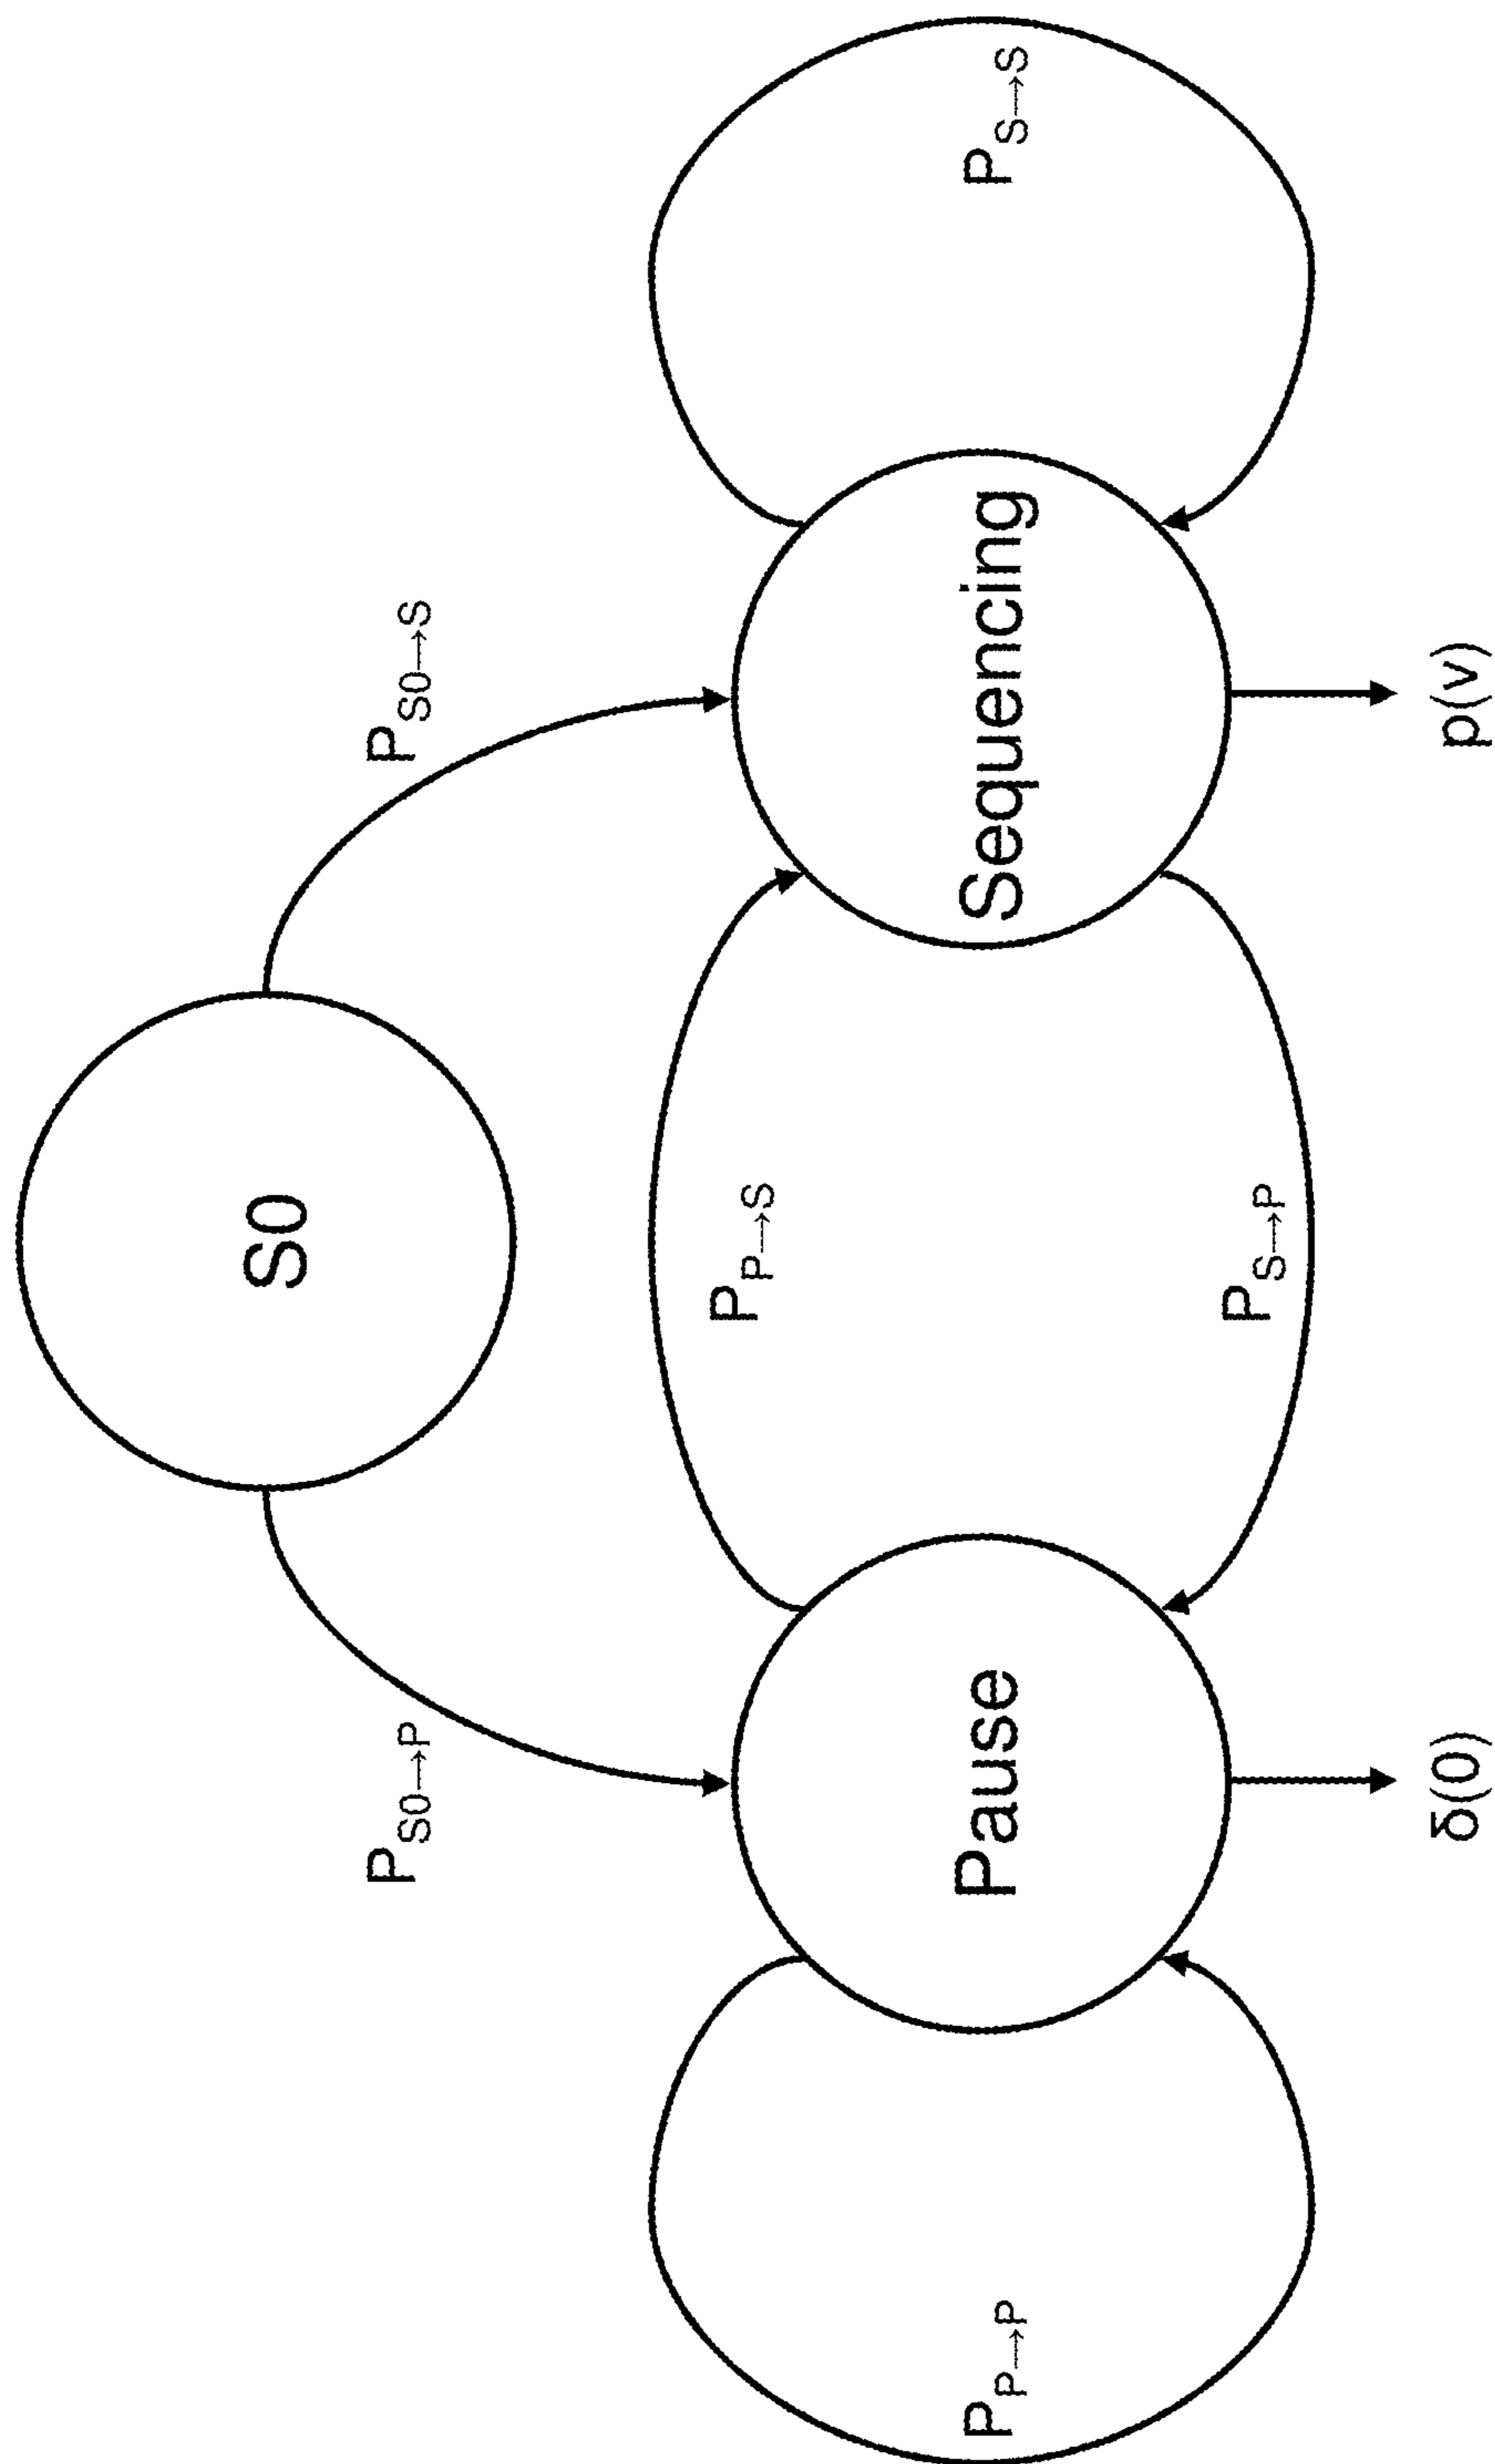 S0
P_{S0→P}
P_{S0→S}
P_{P→S}
P_{P→P}
Pause
Sequencing
P_{S→S}
P_{S→P}
δ(0)
p(v)